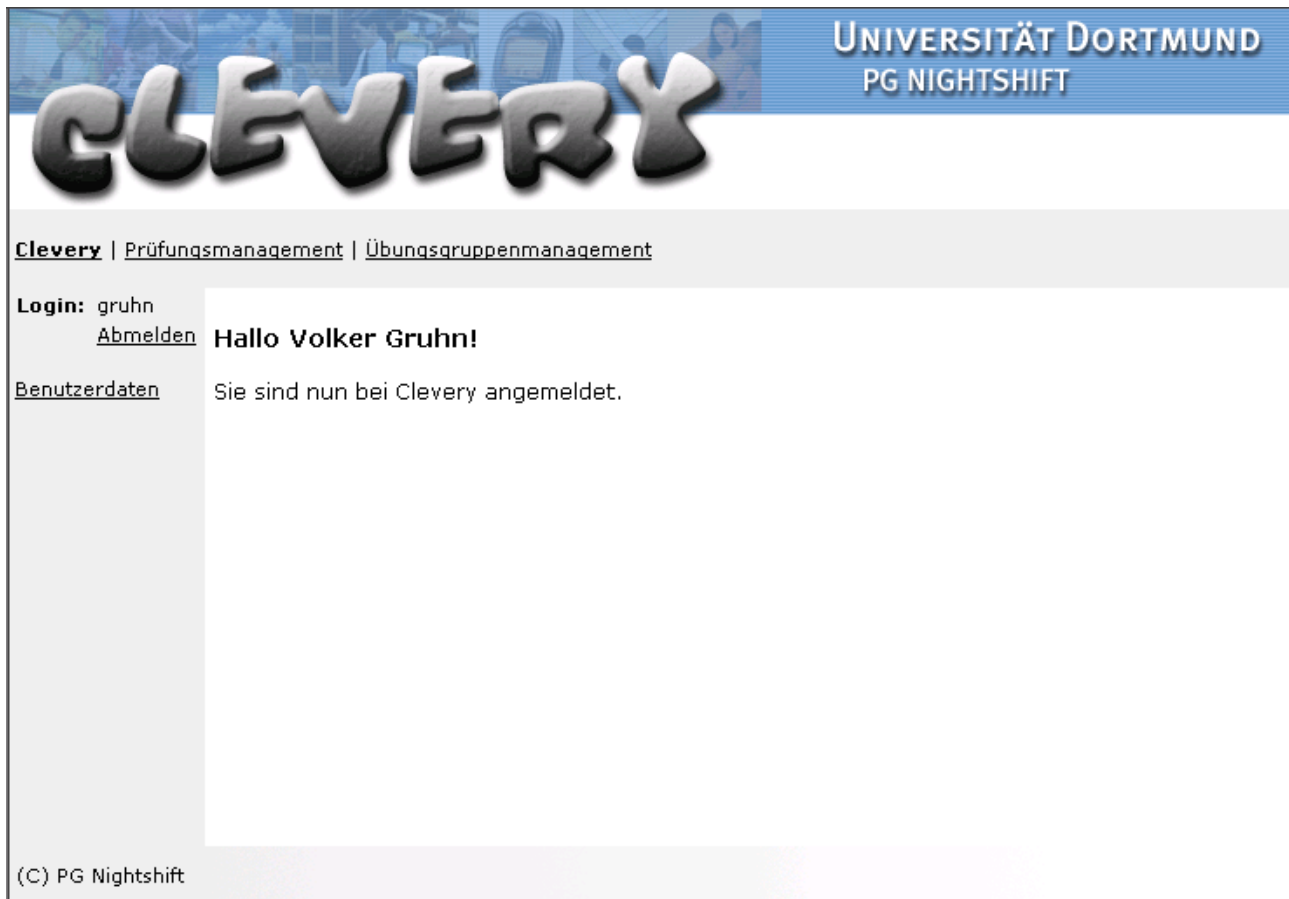 CLEVERY
UNIVERSITÄT DORTMUND
PG NIGHTSHIFT
Clevery | Prüfungsmanagement | Übungsgruppenmanagement
Login: gruhn
Abmelden
Benutzerdaten
Hallo Volker Gruhn!
Sie sind nun bei Clevery angemeldet.
(C) PG Nightshift